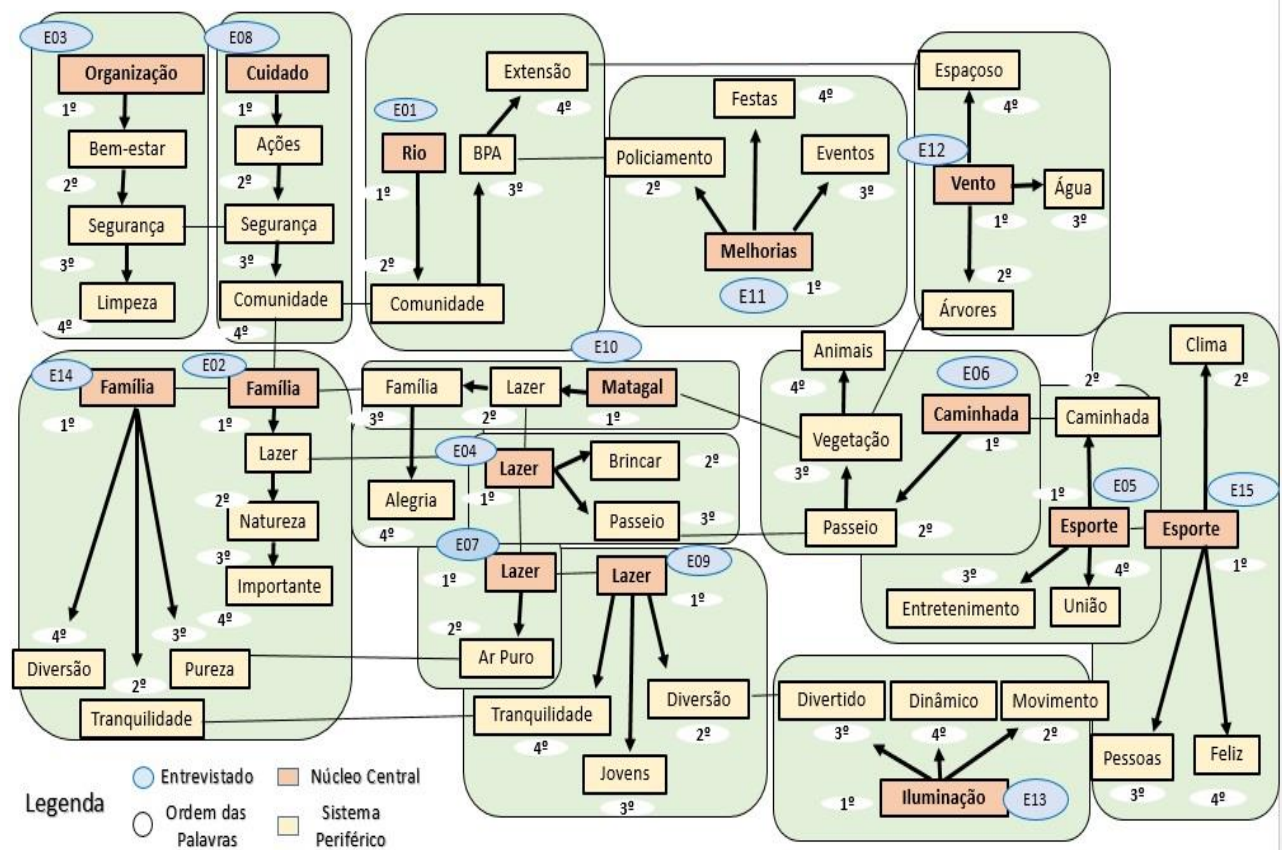 E03
Organização
1º
Bem-estar
2º
Segurança
3º
Limpeza
4º
E08
Cuidado
1º
Ações
2º
Segurança
3º
Comunidade
4º
E01
Rio
1º
2º
Comunidade
BPA
3º
Extensão
4º
Festas
4º
Policiamento
2º
Eventos
3º
Melhorias
1º
E11
Espaçoso
4º
E12
Vento
1º
Água
3º
2º
Árvores
E14
Família
1º
4º
Diversão
2º
Tranquilidade
3º
Pureza
E02
Família
1º
Lazer
2º
Natureza
3º
Importante
4º
E10
Família
3º
Lazer
2º
Matagal
1º
Alegria
4º
E04
Lazer
1º
Brincar
2º
Passeio
3º
E07
Lazer
1º
2º
Ar Puro
E09
Lazer
1º
Tranquilidade
4º
Jovens
3º
Diversão
2º
Animais
4º
E06
Caminhada
1º
Vegetação
3º
Passeio
2º
2º
Caminhada
1º
E05
Esporte
3º
Entretenimento
4º
União
Clima
2º
E15
Esporte
1º
Pessoas
3º
Feliz
4º
Divertido
3º
Dinâmico
4º
Movimento
2º
1º
Iluminação
E13
Legenda
Entrevistado
Núcleo Central
Ordem das
Palavras
Sistema
Periférico